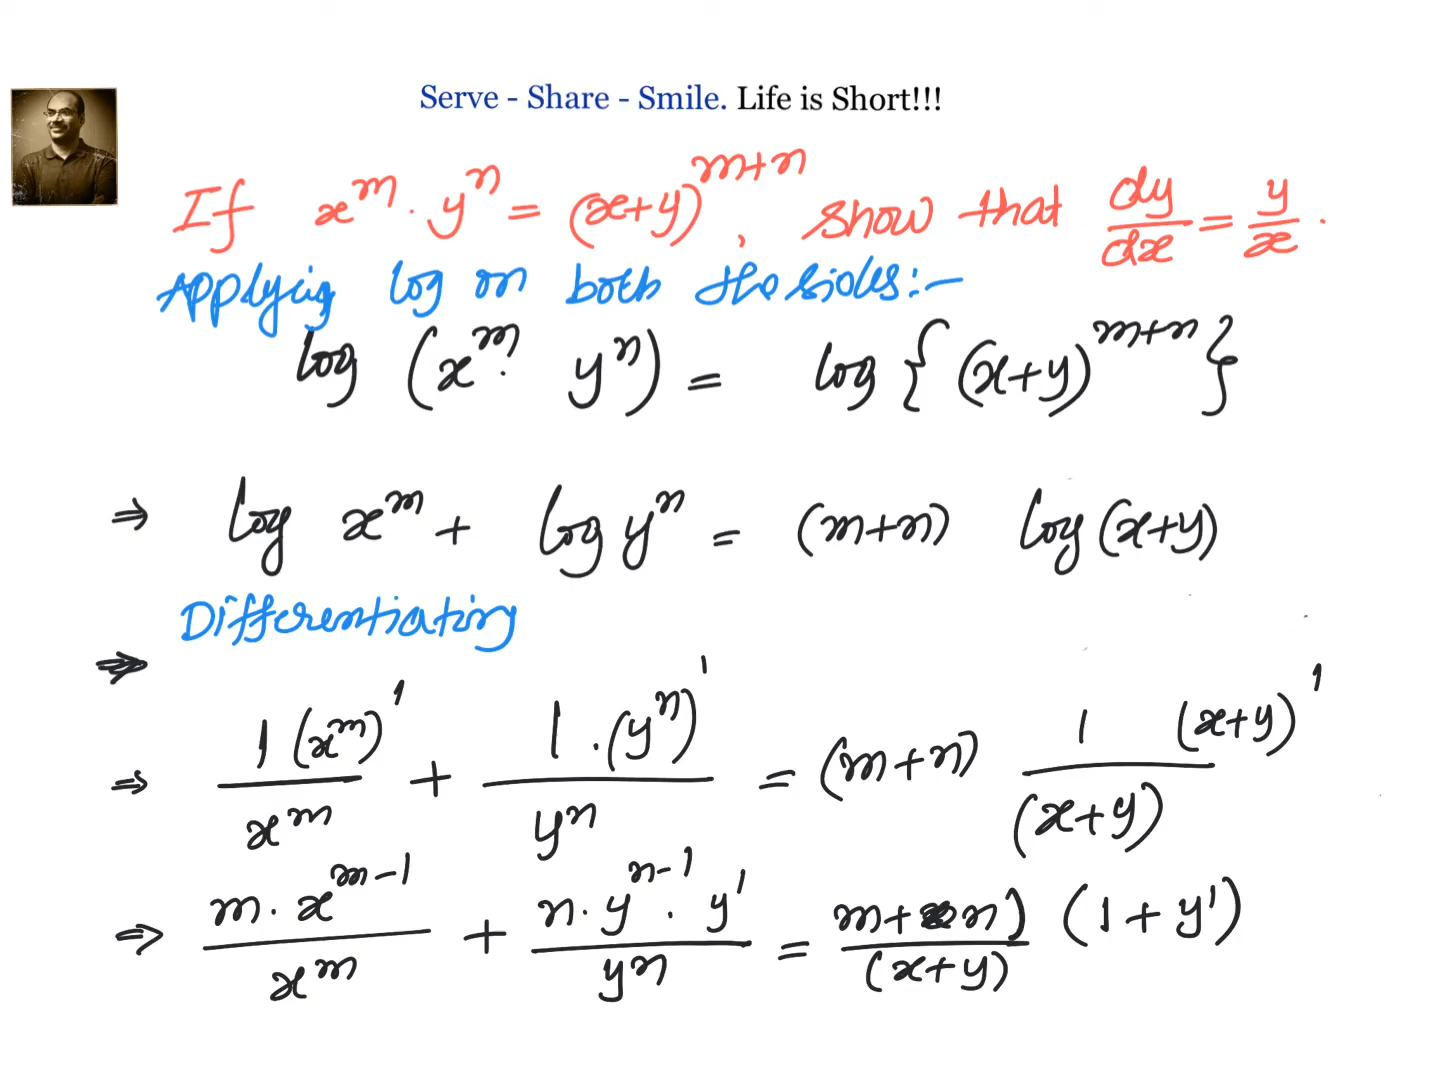 Serve - Share - Smile. Life is Short!!!
If x^m · y^n = (x+y)^{m+n}, show that dy/dx = y/x.
Applying log on both the sides:-
log (x^m · y^n) = log { (x+y)^{m+n} }
⇒ log x^m + log y^n = (m+n) log (x+y)
Differentiating
⇒ 1 (x^m)'/x^m + 1 · (y^n)'/y^n = (m+n) 1 (x+y)'/(x+y)
⇒ m · x^{m-1}/x^m + n · y^{n-1} · y'/y^n = m+n)/(x+y) (1+y')